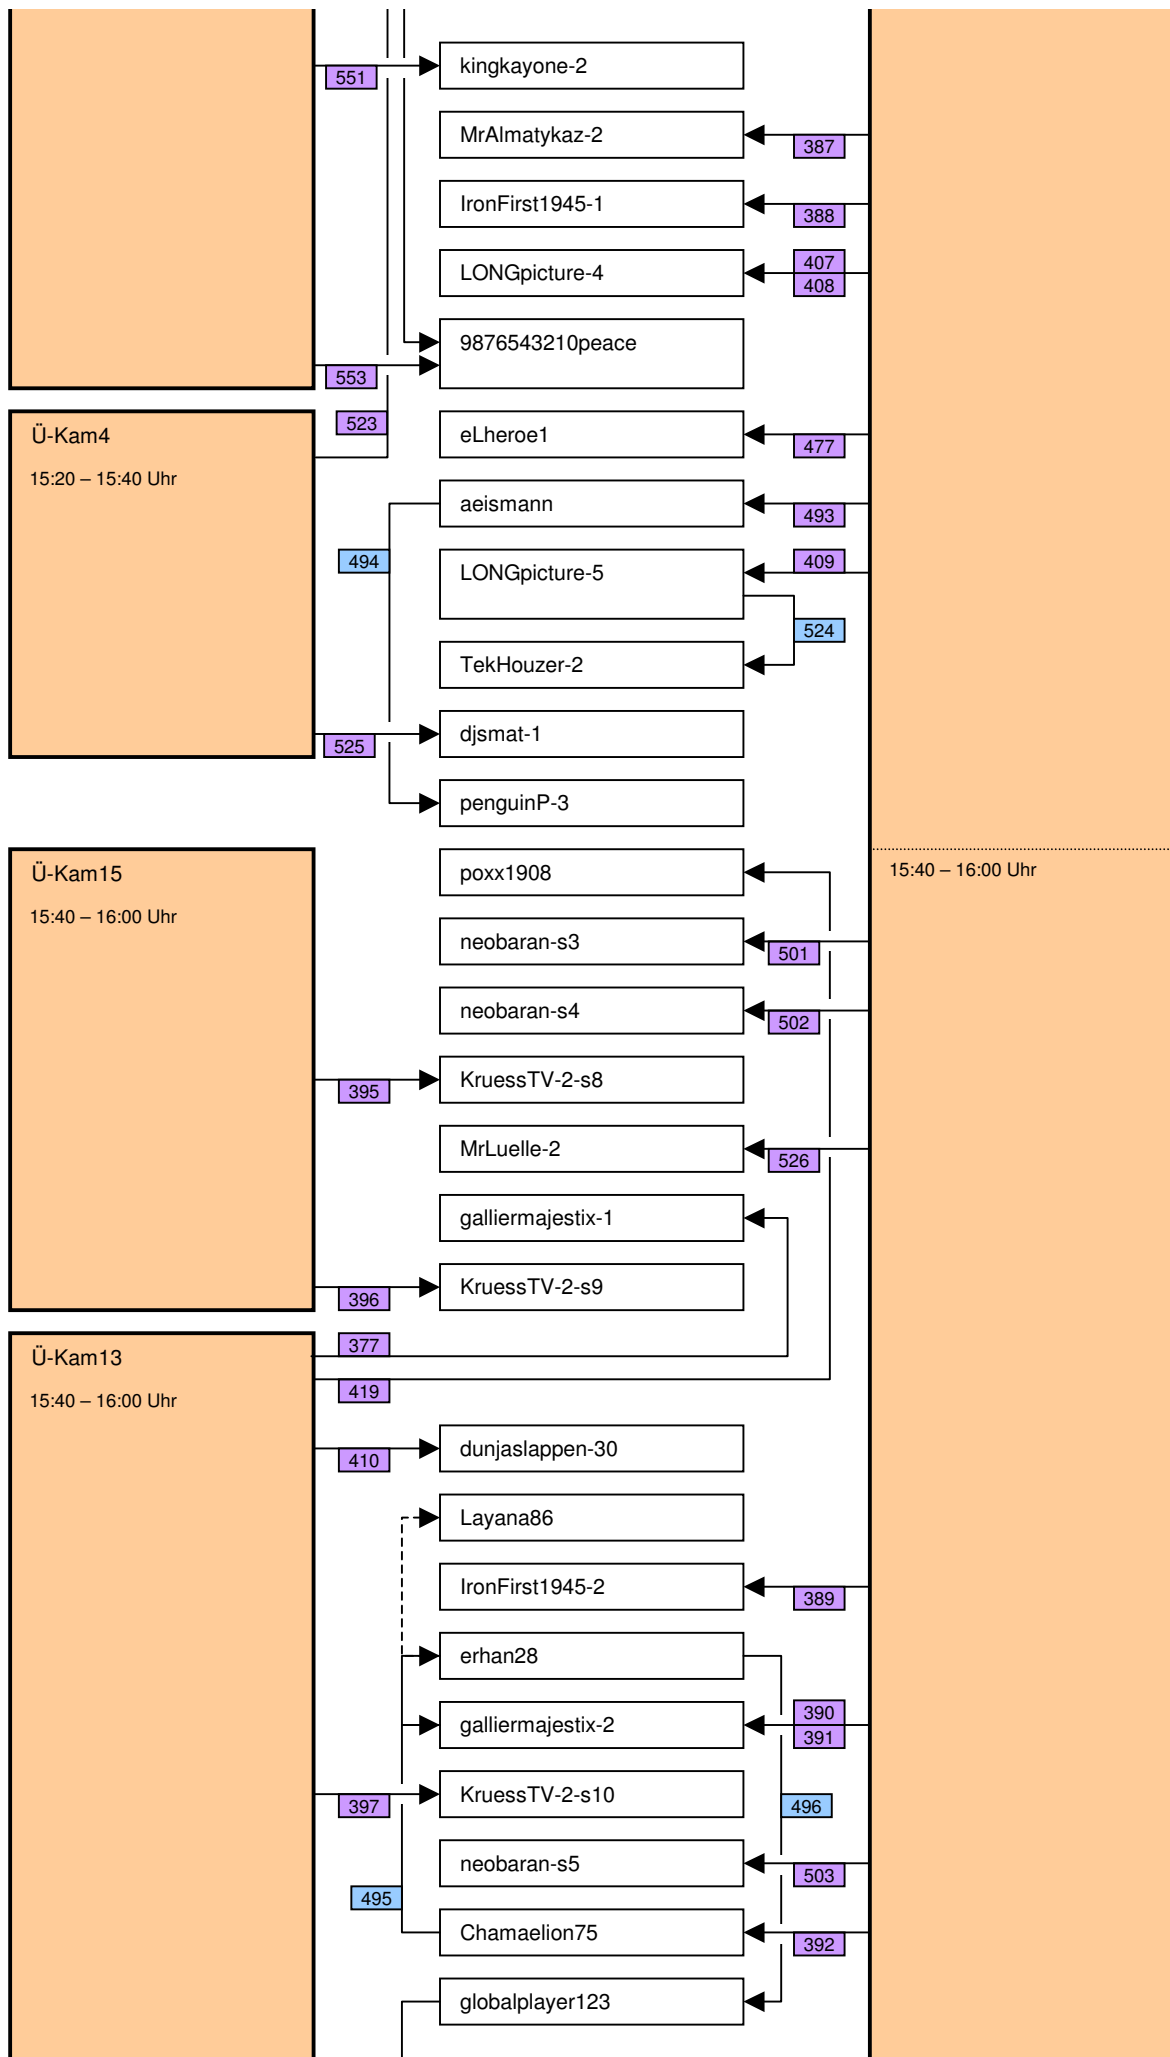 kingkayone-2
551
MrAlmatykaz-2
387
IronFirst1945-1
388
LONGpicture-4
407
408
9876543210peace
553
523
Ü-Kam4
15:20 – 15:40 Uhr
eLheroe1
477
aeismann
493
494
LONGpicture-5
409
524
TekHouzer-2
djsmat-1
525
penguinP-3
Ü-Kam15
15:40 – 16:00 Uhr
poxx1908
15:40 – 16:00 Uhr
neobaran-s3
501
neobaran-s4
502
KruessTV-2-s8
395
MrLuelle-2
526
galliermajestix-1
KruessTV-2-s9
396
377
Ü-Kam13
15:40 – 16:00 Uhr
419
dunjaslappen-30
410
Layana86
IronFirst1945-2
389
erhan28
galliermajestix-2
390
391
KruessTV-2-s10
397
496
neobaran-s5
503
495
Chamaelion75
392
globalplayer123